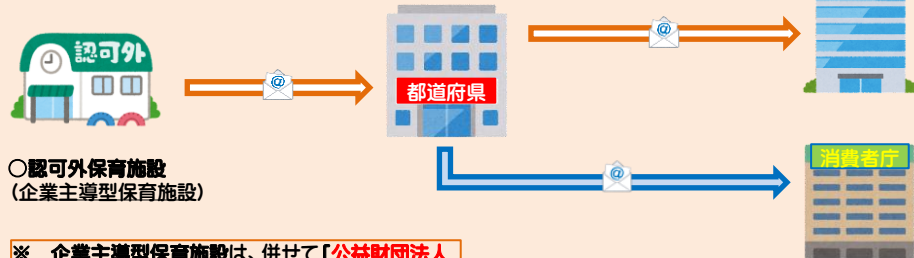 認可外
都道府県
消費者庁
○認可外保育施設
(企業主導型保育施設)
※　企業主導型保育施設は、併せて「公益財団法人